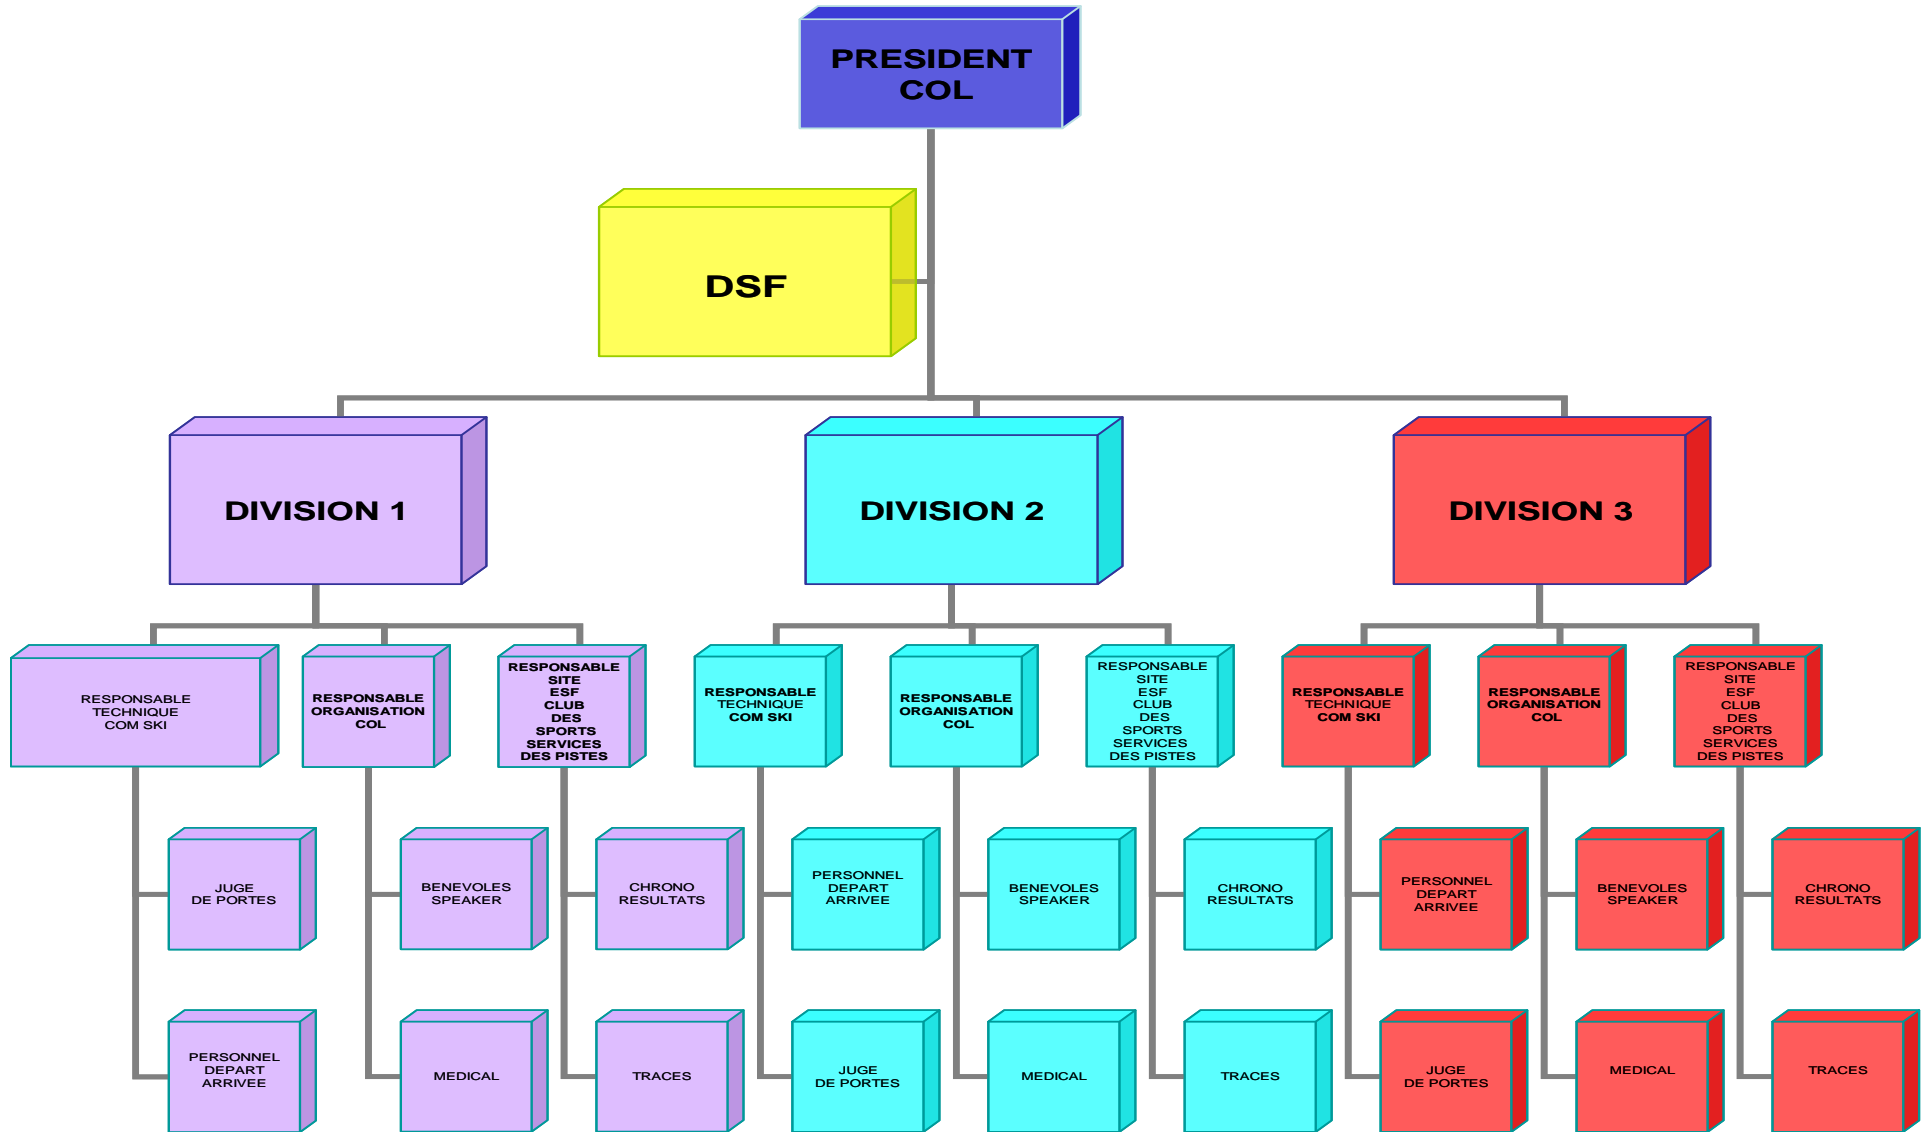 PRESIDENT
COL
DSF
DIVISION 1
DIVISION 2
DIVISION 3
RESPONSABLE
TECHNIQUE
COM SKI
RESPONSABLE
ORGANISATION
COL
RESPONSABLE
SITE
ESF
CLUB
DES
SPORTS
SERVICES
DES PISTES
RESPONSABLE
TECHNIQUE
COM SKI
RESPONSABLE
ORGANISATION
COL
RESPONSABLE
SITE
ESF
CLUB
DES
SPORTS
SERVICES
DES PISTES
RESPONSABLE
TECHNIQUE
COM SKI
RESPONSABLE
ORGANISATION
COL
RESPONSABLE
SITE
ESF
CLUB
DES
SPORTS
SERVICES
DES PISTES
JUGE
DE PORTES
BENEVOLES
SPEAKER
CHRONO
RESULTATS
PERSONNEL
DEPART
ARRIVEE
BENEVOLES
SPEAKER
CHRONO
RESULTATS
PERSONNEL
DEPART
ARRIVEE
BENEVOLES
SPEAKER
CHRONO
RESULTATS
PERSONNEL
DEPART
ARRIVEE
MEDICAL
TRACES
JUGE
DE PORTES
MEDICAL
TRACES
JUGE
DE PORTES
MEDICAL
TRACES